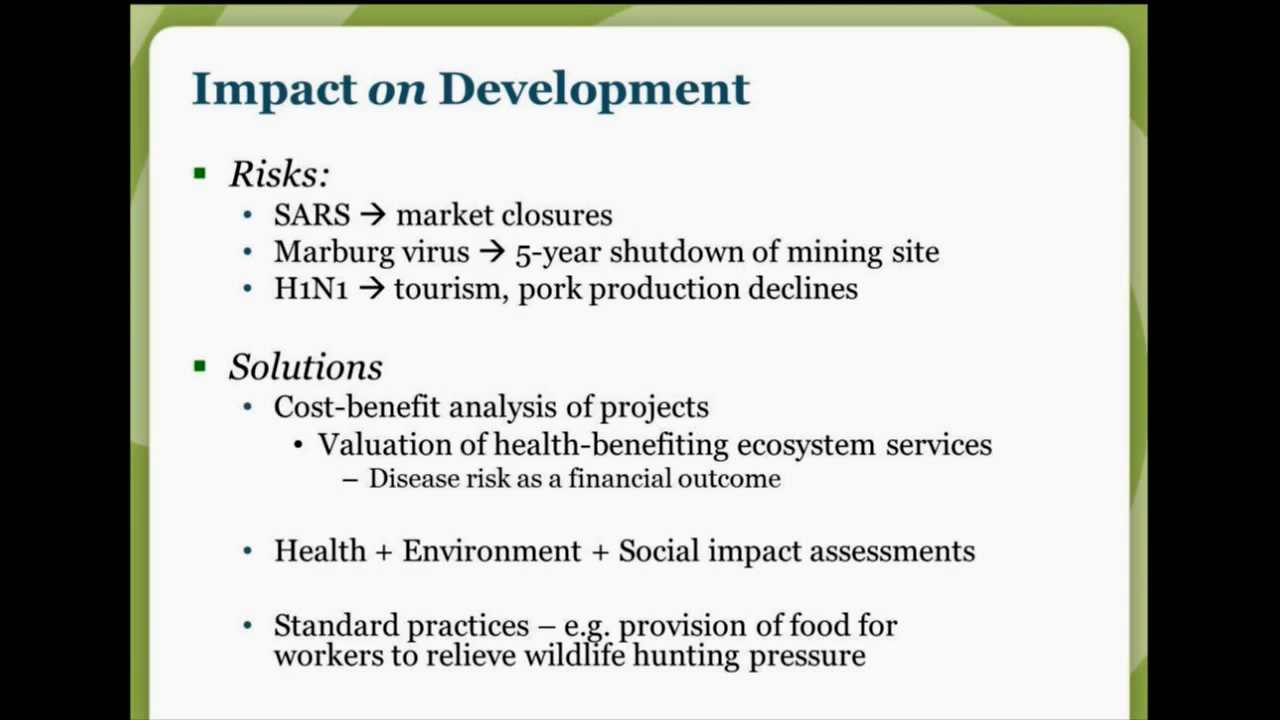 Impact on Development
▪ Risks:
• SARS → market closures
• Marburg virus → 5-year shutdown of mining site
• H1N1 → tourism, pork production declines
▪ Solutions
• Cost-benefit analysis of projects
• Valuation of health-benefiting ecosystem services
– Disease risk as a financial outcome
• Health + Environment + Social impact assessments
• Standard practices – e.g. provision of food for
workers to relieve wildlife hunting pressure